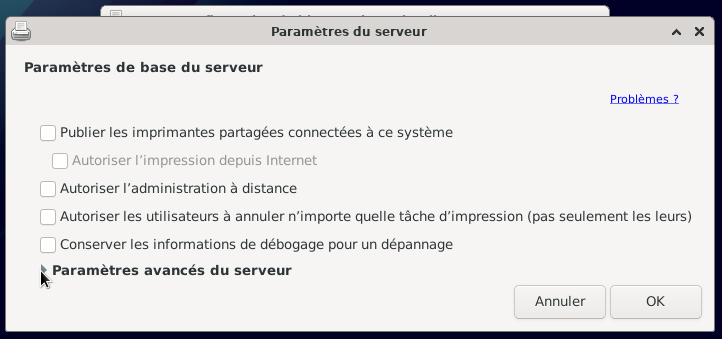 Paramètres du serveur
Paramètres de base du serveur
Problèmes ?
Publier les imprimantes partagées connectées à ce système
Autoriser l’impression depuis Internet
Autoriser l’administration à distance
Autoriser les utilisateurs à annuler n’importe quelle tâche d’impression (pas seulement les leurs)
Conserver les informations de débogage pour un dépannage
Paramètres avancés du serveur
Annuler OK